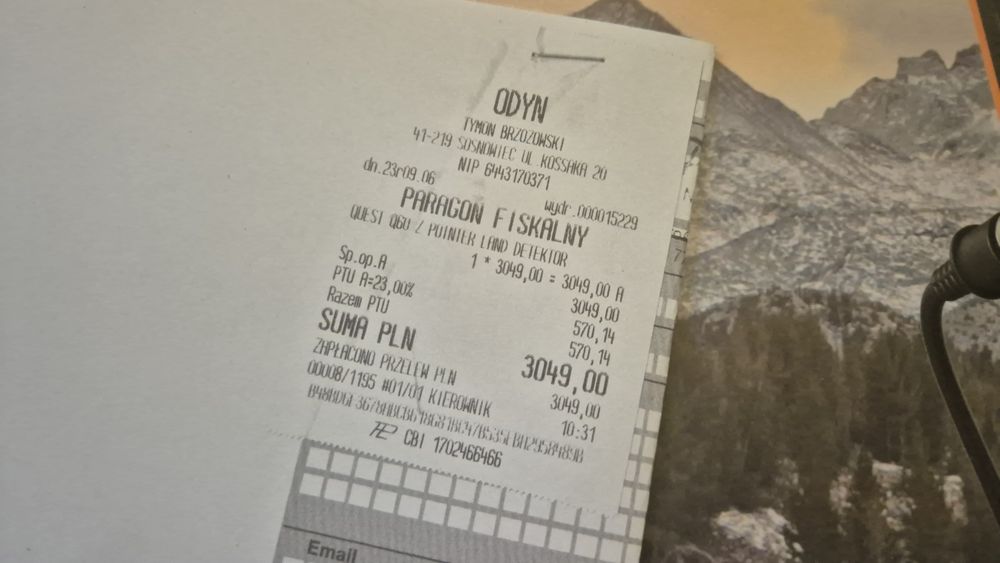 ODYN
TYMON BRZOZOWSKI
41-219 SOSNOWIEC UL.KOSSAKA 20
NIP 6443170371
dn.23r09.06 wydr.000015229
PARAGON FISKALNY
QUEST Q60 Z POINTER LAND DETEKTOR
1 * 3049,00 = 3049,00 A
Sp.op.A 3049,00
PTU A=23,00% 570,14
Razem PTU 570,14
SUMA PLN 3049,00
ZAPŁACONO PRZELEW PLN 3049,00
00008/1195 #01/01 KIEROWNIK 10:31
CBI 1702466466
Email